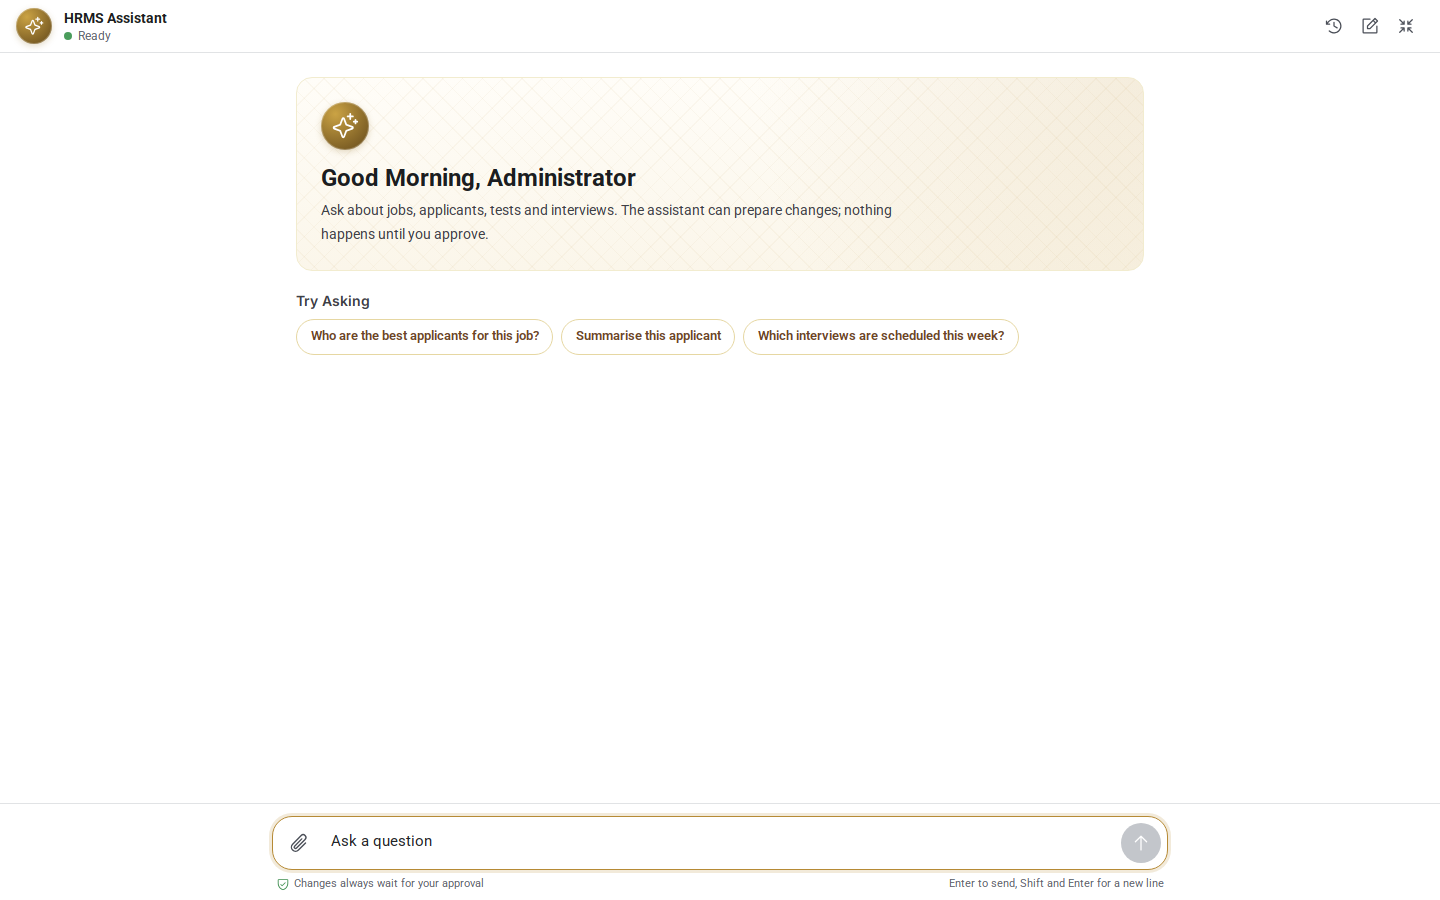 HRMS Assistant
Ready
Good Morning, Administrator
Ask about jobs, applicants, tests and interviews. The assistant can prepare changes; nothing
happens until you approve.
Try Asking
Who are the best applicants for this job?
Summarise this applicant
Which interviews are scheduled this week?
Ask a question
Changes always wait for your approval
Enter to send, Shift and Enter for a new line